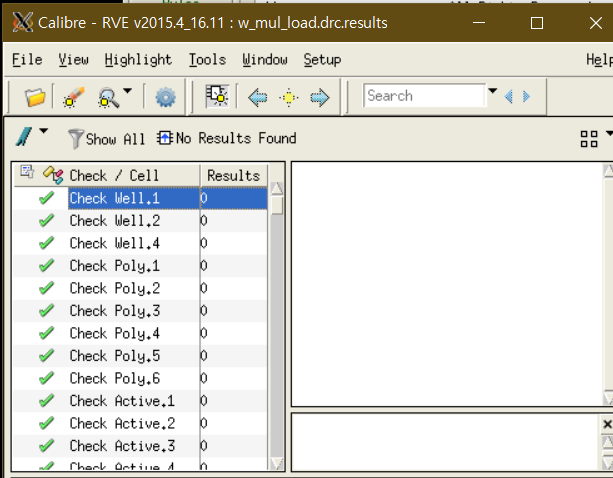 Calibre - RVE v2015.4_16.11 : w_mul_load.drc.results
File View Highlight Tools Window Setup Help
Search
Show All No Results Found
Check / Cell Results
Check Well.1 0
Check Well.2 0
Check Well.4 0
Check Poly.1 0
Check Poly.2 0
Check Poly.3 0
Check Poly.4 0
Check Poly.5 0
Check Poly.6 0
Check Active.1 0
Check Active.2 0
Check Active.3 0
Check Active.4 0